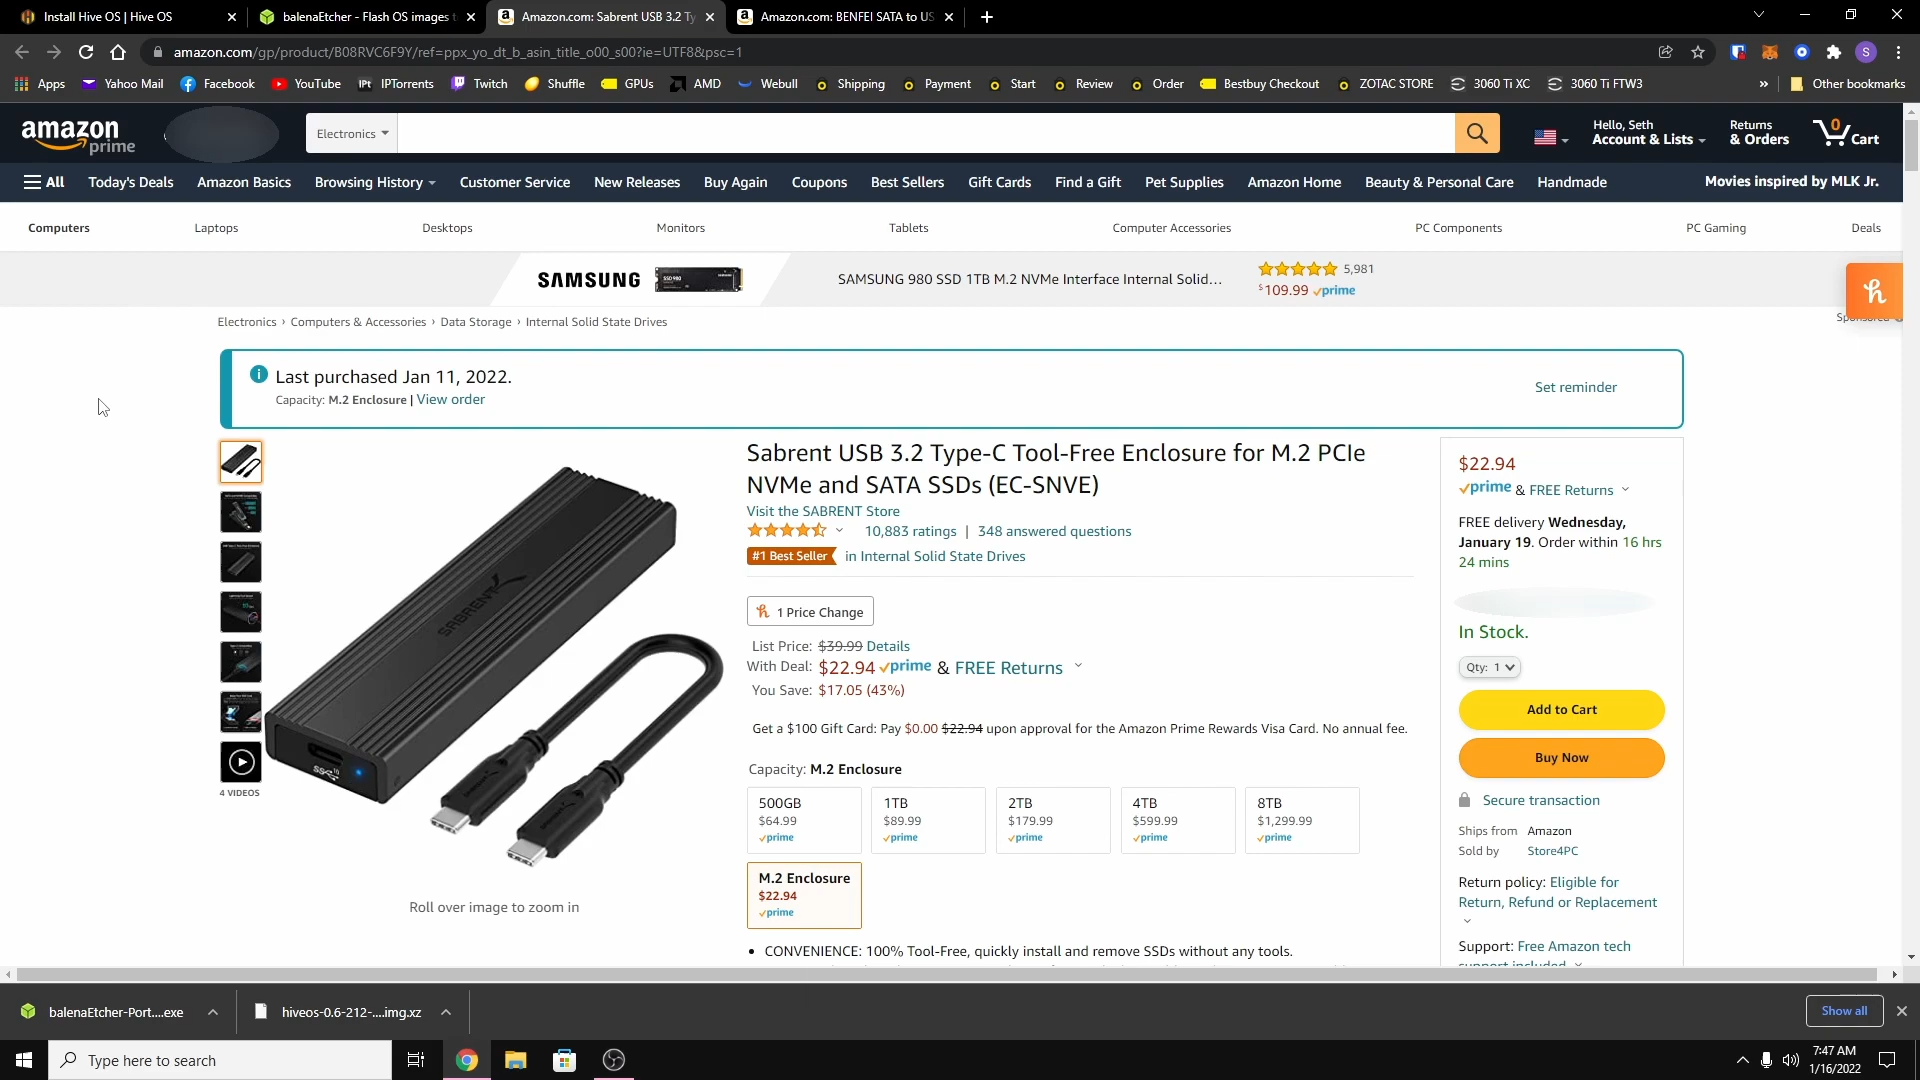 Install Hive OS | Hive OS
balenaEtcher - Flash OS images t
Amazon.com: Sabrent USB 3.2 Ty
Amazon.com: BENFEI SATA to US
amazon.com/gp/product/B08RVC6F9Y/ref=ppx_yo_dt_b_asin_title_o00_s00?ie=UTF8&psc=1
S
Apps
Yahoo Mail
Facebook
YouTube
IPt IPTorrents
Twitch
Shuffle
GPUs
AMD
Webull
Shipping
Payment
Start
Review
Order
Bestbuy Checkout
ZOTAC STORE
3060 Ti XC
3060 Ti FTW3
»
Other bookmarks
amazon
prime
Electronics
Hello, Seth
Account & Lists
Returns
& Orders
0
Cart
All
Today's Deals
Amazon Basics
Browsing History
Customer Service
New Releases
Buy Again
Coupons
Best Sellers
Gift Cards
Find a Gift
Pet Supplies
Amazon Home
Beauty & Personal Care
Handmade
Movies inspired by MLK Jr.
Computers
Laptops
Desktops
Monitors
Tablets
Computer Accessories
PC Components
PC Gaming
Deals
SAMSUNG
SAMSUNG 980 SSD 1TB M.2 NVMe Interface Internal Solid...
5,981
$109.99 prime
Electronics › Computers & Accessories › Data Storage › Internal Solid State Drives
Last purchased Jan 11, 2022.
Capacity: M.2 Enclosure | View order
Set reminder
SABRENT
4 VIDEOS
Roll over image to zoom in
Sabrent USB 3.2 Type-C Tool-Free Enclosure for M.2 PCIe
NVMe and SATA SSDs (EC-SNVE)
Visit the SABRENT Store
10,883 ratings | 348 answered questions
#1 Best Seller in Internal Solid State Drives
1 Price Change
List Price: $39.99 Details
With Deal: $22.94 prime & FREE Returns
You Save: $17.05 (43%)
Get a $100 Gift Card: Pay $0.00 $22.94 upon approval for the Amazon Prime Rewards Visa Card. No annual fee.
Capacity: M.2 Enclosure
500GB
$64.99
prime
1TB
$89.99
prime
2TB
$179.99
prime
4TB
$599.99
prime
8TB
$1,299.99
prime
M.2 Enclosure
$22.94
prime
• CONVENIENCE: 100% Tool-Free, quickly install and remove SSDs without any tools.
$22.94
prime & FREE Returns
FREE delivery Wednesday,
January 19. Order within 16 hrs
24 mins
In Stock.
Qty: 1
Add to Cart
Buy Now
Secure transaction
Ships from Amazon
Sold by Store4PC
Return policy: Eligible for
Return, Refund or Replacement
Support: Free Amazon tech
support included
balenaEtcher-Port....exe
hiveos-0.6-212-....img.xz
Show all
Type here to search
7:47 AM
1/16/2022